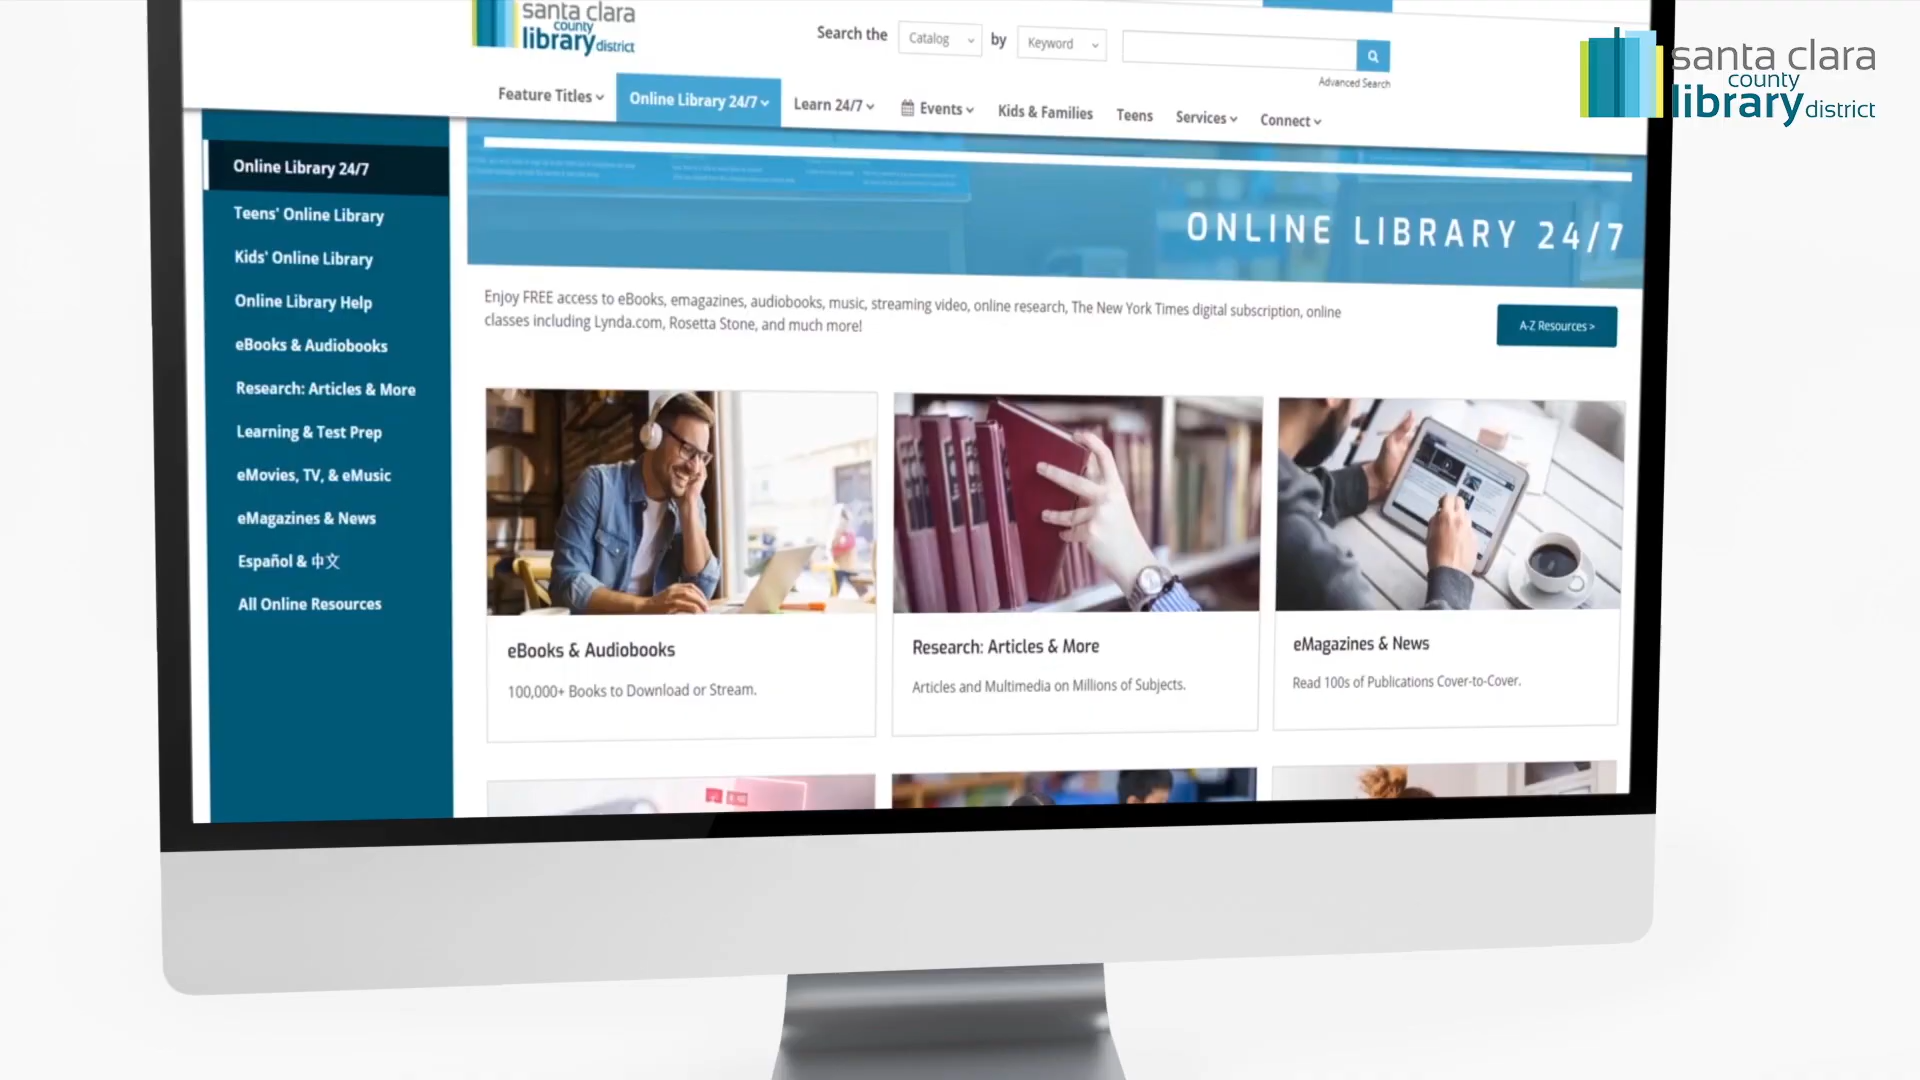 santa clara
county
library district
Search the Catalog by Keyword
Advanced Search
santa clara
county
library district
Feature Titles
Online Library 24/7
Learn 24/7
Events
Kids & Families
Teens
Services
Connect
Online Library 24/7
Teens' Online Library
Kids' Online Library
Online Library Help
eBooks & Audiobooks
Research: Articles & More
Learning & Test Prep
eMovies, TV, & eMusic
eMagazines & News
Español & 中文
All Online Resources
ONLINE LIBRARY 24/7
Enjoy FREE access to eBooks, emagazines, audiobooks, music, streaming video, online research, The New York Times digital subscription, online
classes including Lynda.com, Rosetta Stone, and much more!
A-Z Resources >
eBooks & Audiobooks
100,000+ Books to Download or Stream.
Research: Articles & More
Articles and Multimedia on Millions of Subjects.
eMagazines & News
Read 100s of Publications Cover-to-Cover.